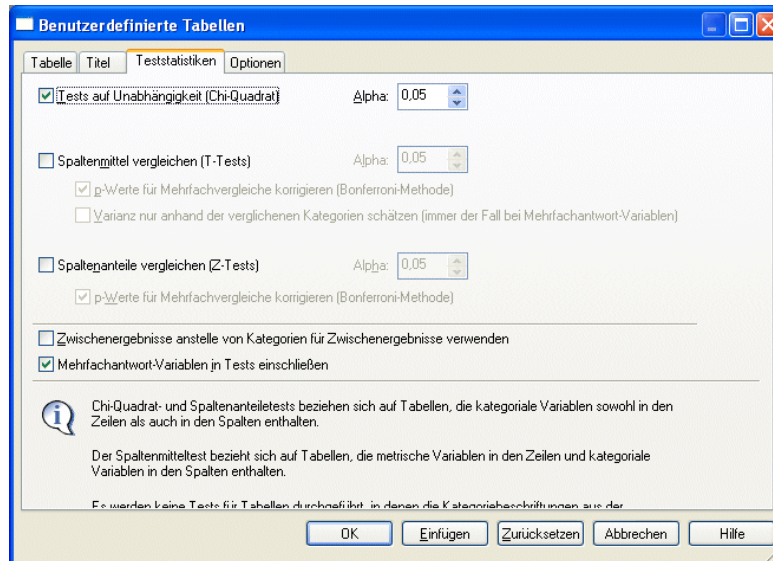 Benutzerdefinierte Tabellen
Tabelle Titel Teststatistiken Optionen
Tests auf Unabhängigkeit (Chi-Quadrat) Alpha: 0,05
Spaltenmittel vergleichen (T-Tests) Alpha: 0,05
p-Werte für Mehrfachvergleiche korrigieren (Bonferroni-Methode)
Varianz nur anhand der verglichenen Kategorien schätzen (immer der Fall bei Mehrfachantwort-Variablen)
Spaltenanteile vergleichen (Z-Tests) Alpha: 0,05
p-Werte für Mehrfachvergleiche korrigieren (Bonferroni-Methode)
Zwischenergebnisse anstelle von Kategorien für Zwischenergebnisse verwenden
Mehrfachantwort-Variablen in Tests einschließen
Chi-Quadrat- und Spaltenanteiletests beziehen sich auf Tabellen, die kategoriale Variablen sowohl in den
Zeilen als auch in den Spalten enthalten.
Der Spaltenmitteltest bezieht sich auf Tabellen, die metrische Variablen in den Zeilen und kategoriale
Variablen in den Spalten enthalten.
Es werden keine Tests für Tabellen durchgeführt, in denen die Kategoriebeschriftungen aus der
OK Einfügen Zurücksetzen Abbrechen Hilfe